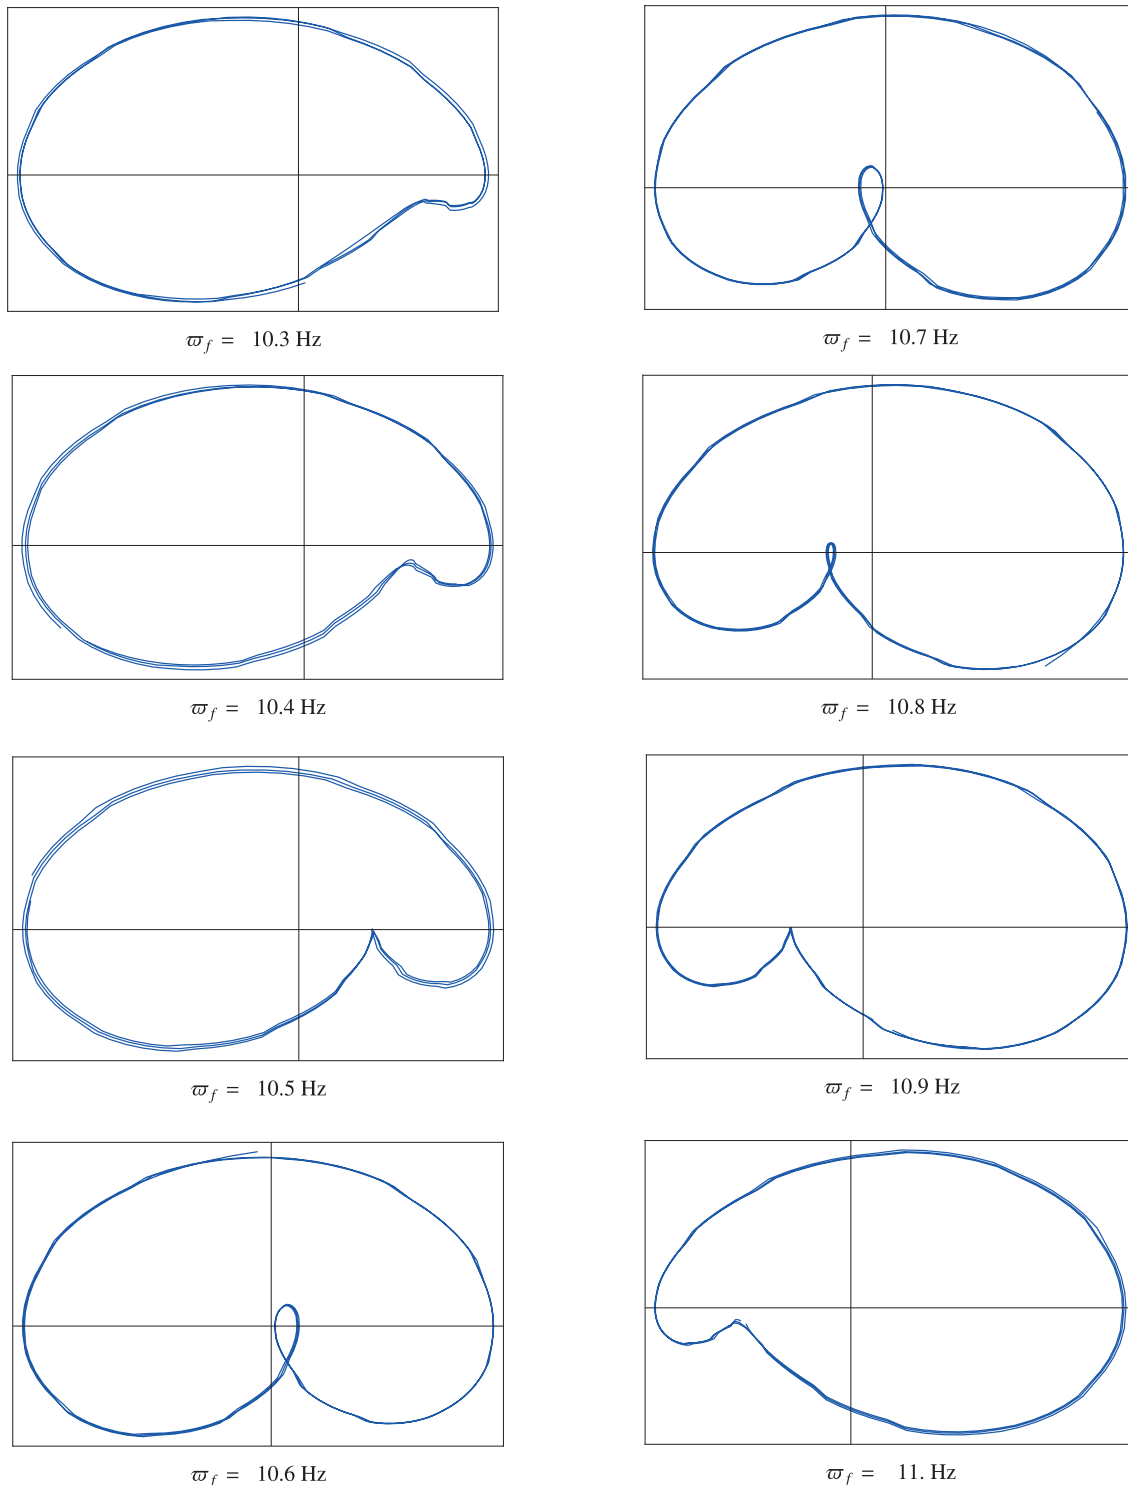 ϖ_f = 10.3 Hz
ϖ_f = 10.7 Hz
ϖ_f = 10.4 Hz
ϖ_f = 10.8 Hz
ϖ_f = 10.5 Hz
ϖ_f = 10.9 Hz
ϖ_f = 10.6 Hz
ϖ_f = 11. Hz